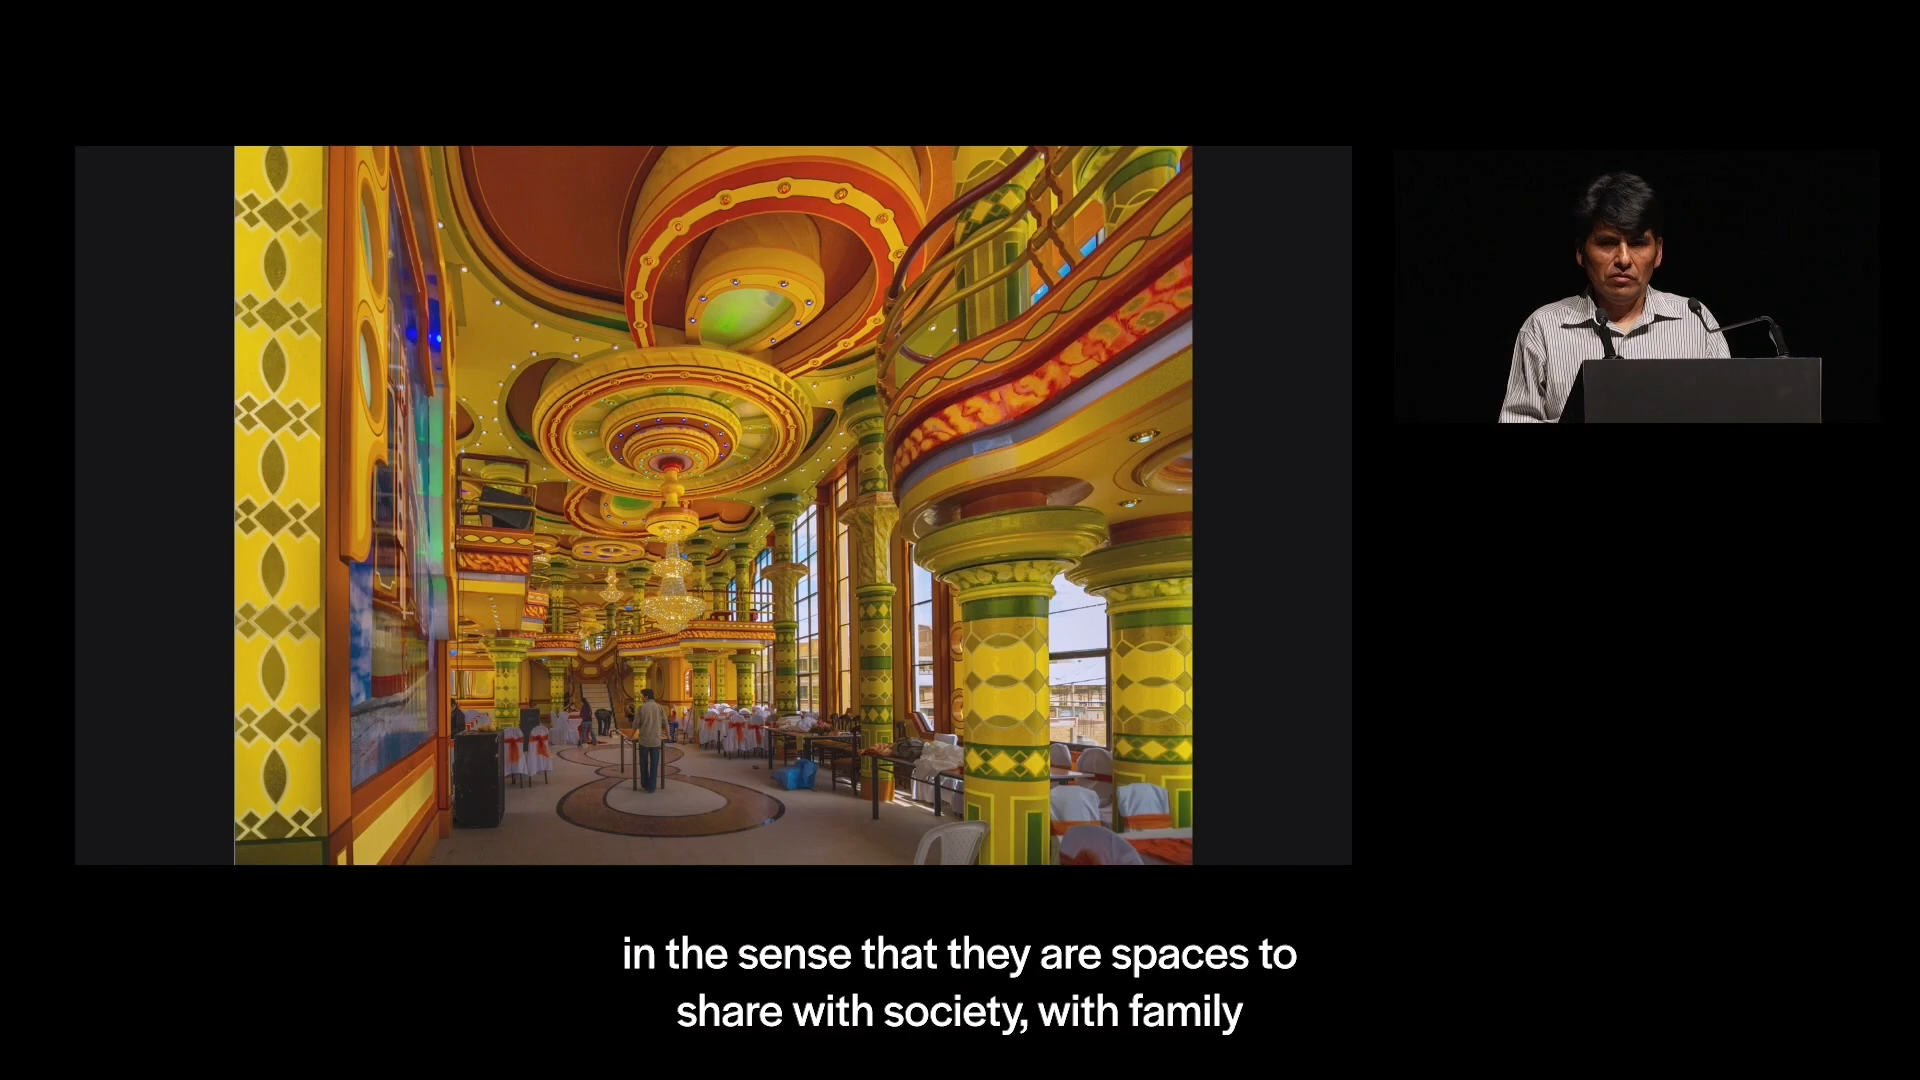 in the sense that they are spaces to
share with society, with family